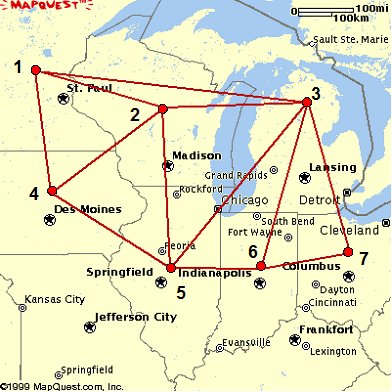 MAPQUEST™
100mi
100km
Sault Ste. Marie
1
St. Paul
2
3
Madison
Grand Rapids
Lansing
4
Rockford
Chicago
Detroit
Des Moines
South Bend
Fort Wayne
Cleveland
Peoria
6
7
Springfield
Indianapolis
Columbus
5
Dayton
Kansas City
Cincinnati
Jefferson City
Frankfort
Evansville
Lexington
Springfield
©1999 MapQuest.com, Inc.